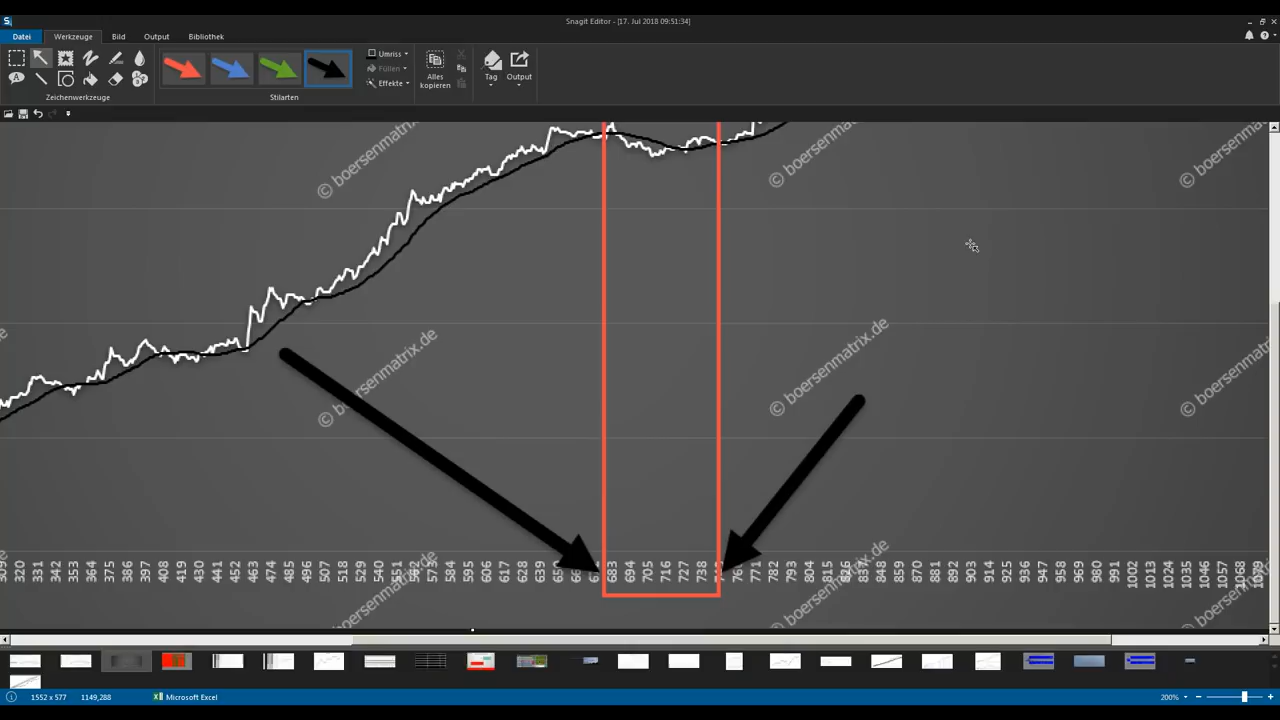 Snagit Editor - [17. Jul 2018 09:51:34]
Datei Werkzeuge Bild Output Bibliothek
Umriss
Füllen
Effekte
Alles kopieren
Tag
Output
Zeichenwerkzeuge
Stilarten
© boersenmatrix.de
© boersenmatrix.de
© boersenmatrix.de
© boersenmatrix.de
© boersenmatrix.de
© boersenmatrix.de
309 320 331 342 353 364 375 386 397 408 419 430 441 452 463 474 485 496 507 518 529 540 551 562 573 584 595 606 617 628 639 683 694 705 716 727 738 760 771 782 793 804 815 826 837 848 859 870 881 892 903 914 925 936 947 958 969 980 991 1002 1013 1024 1035 1046 1057 1068
1552 x 577 1149,288 Microsoft Excel 200%